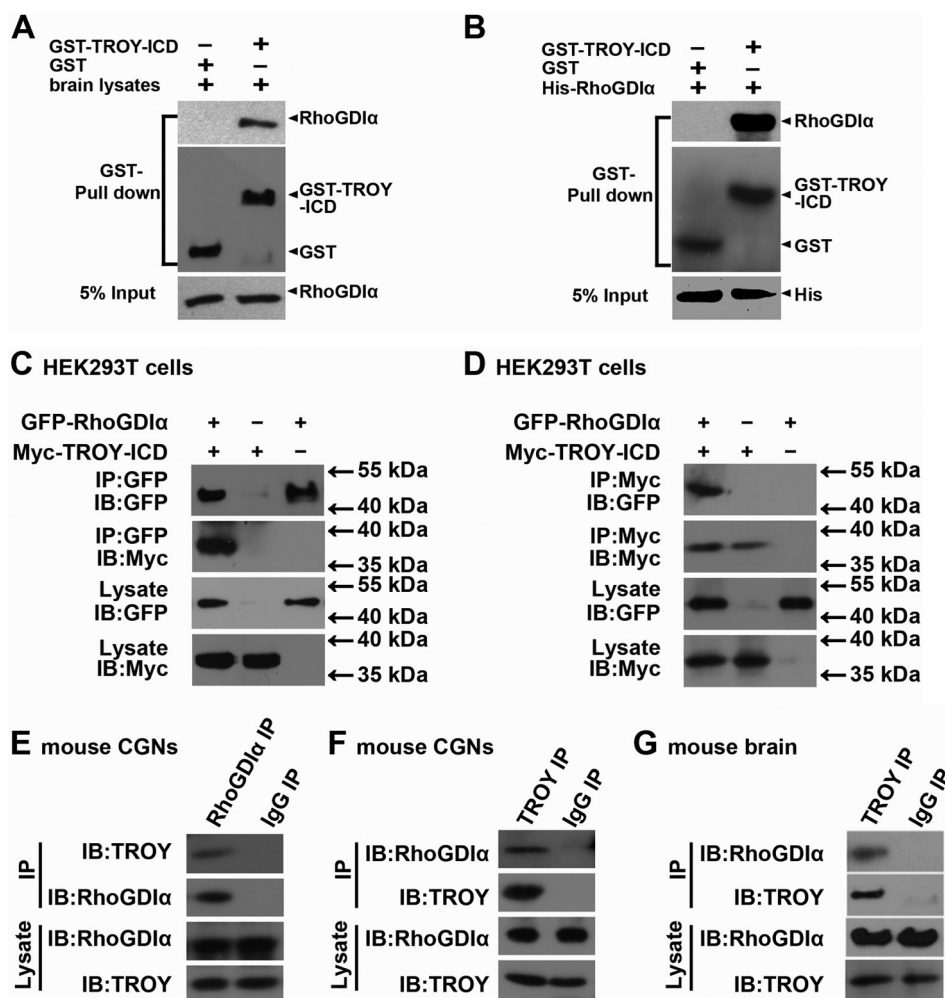 A
GST-TROY-ICD – +
GST + –
brain lysates + +
GST-
Pull down
RhoGDIα
GST-TROY
-ICD
GST
5% Input
RhoGDIα
B
GST-TROY-ICD – +
GST + –
His-RhoGDIα + +
GST-
Pull down
RhoGDIα
GST-TROY
-ICD
GST
5% Input
His
C HEK293T cells
GFP-RhoGDIα + – +
Myc-TROY-ICD + + –
IP:GFP
IB:GFP
55 kDa
40 kDa
IP:GFP
IB:Myc
40 kDa
35 kDa
Lysate
IB:GFP
55 kDa
40 kDa
Lysate
IB:Myc
40 kDa
35 kDa
D HEK293T cells
GFP-RhoGDIα + – +
Myc-TROY-ICD + + –
IP:Myc
IB:GFP
55 kDa
40 kDa
IP:Myc
IB:Myc
40 kDa
35 kDa
Lysate
IB:GFP
55 kDa
40 kDa
Lysate
IB:Myc
40 kDa
35 kDa
E mouse CGNs
RhoGDIα IP
IgG IP
IP
IB:TROY
IB:RhoGDIα
Lysate
IB:RhoGDIα
IB:TROY
F mouse CGNs
TROY IP
IgG IP
IP
IB:RhoGDIα
IB:TROY
Lysate
IB:RhoGDIα
IB:TROY
G mouse brain
TROY IP
IgG IP
IP
IB:RhoGDIα
IB:TROY
Lysate
IB:RhoGDIα
IB:TROY